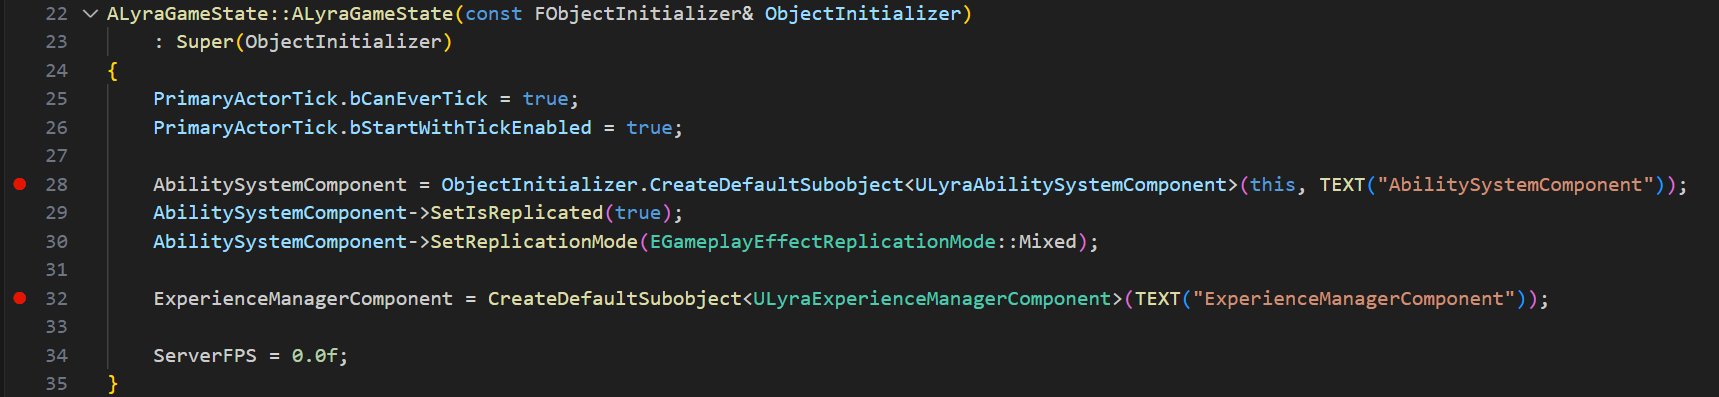 22 ALyraGameState::ALyraGameState(const FObjectInitializer& ObjectInitializer)
23     : Super(ObjectInitializer)
24 {
25     PrimaryActorTick.bCanEverTick = true;
26     PrimaryActorTick.bStartWithTickEnabled = true;
27
28     AbilitySystemComponent = ObjectInitializer.CreateDefaultSubobject<ULyraAbilitySystemComponent>(this, TEXT("AbilitySystemComponent"));
29     AbilitySystemComponent->SetIsReplicated(true);
30     AbilitySystemComponent->SetReplicationMode(EGameplayEffectReplicationMode::Mixed);
31
32     ExperienceManagerComponent = CreateDefaultSubobject<ULyraExperienceManagerComponent>(TEXT("ExperienceManagerComponent"));
33
34     ServerFPS = 0.0f;
35 }